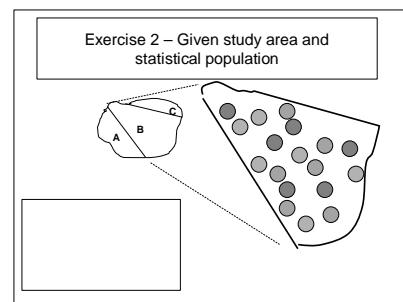 Exercise 2 – Given study area and
statistical population
C
A
B